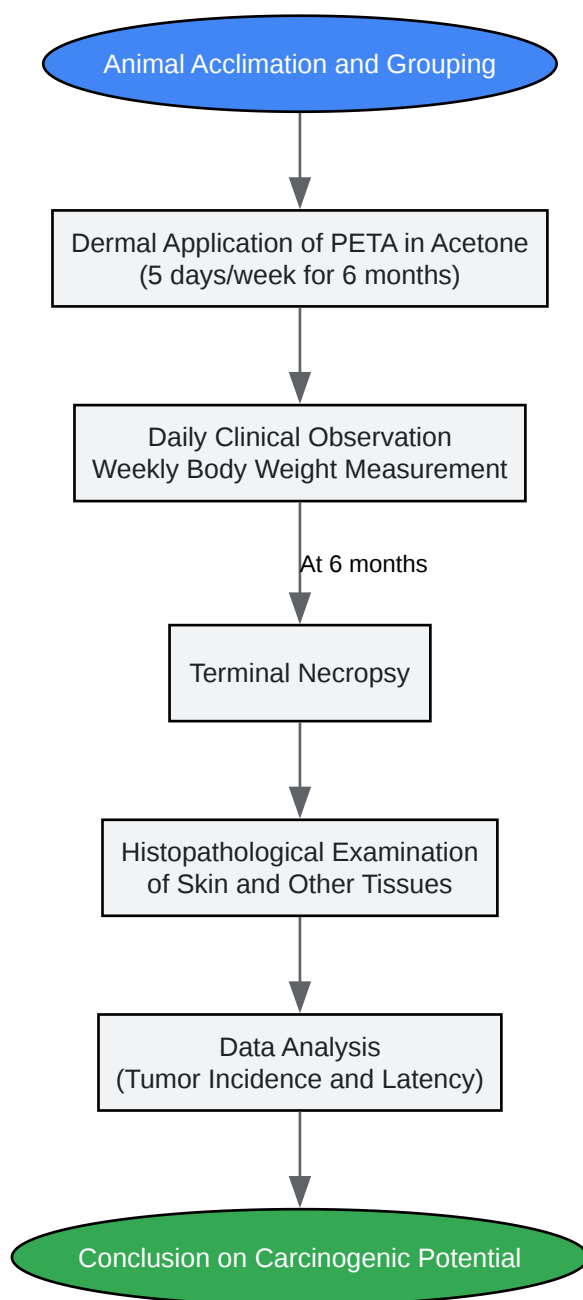 Animal Acclimation and Grouping
Dermal Application of PETA in Acetone
(5 days/week for 6 months)
Daily Clinical Observation
Weekly Body Weight Measurement
At 6 months
Terminal Necropsy
Histopathological Examination
of Skin and Other Tissues
Data Analysis
(Tumor Incidence and Latency)
Conclusion on Carcinogenic Potential